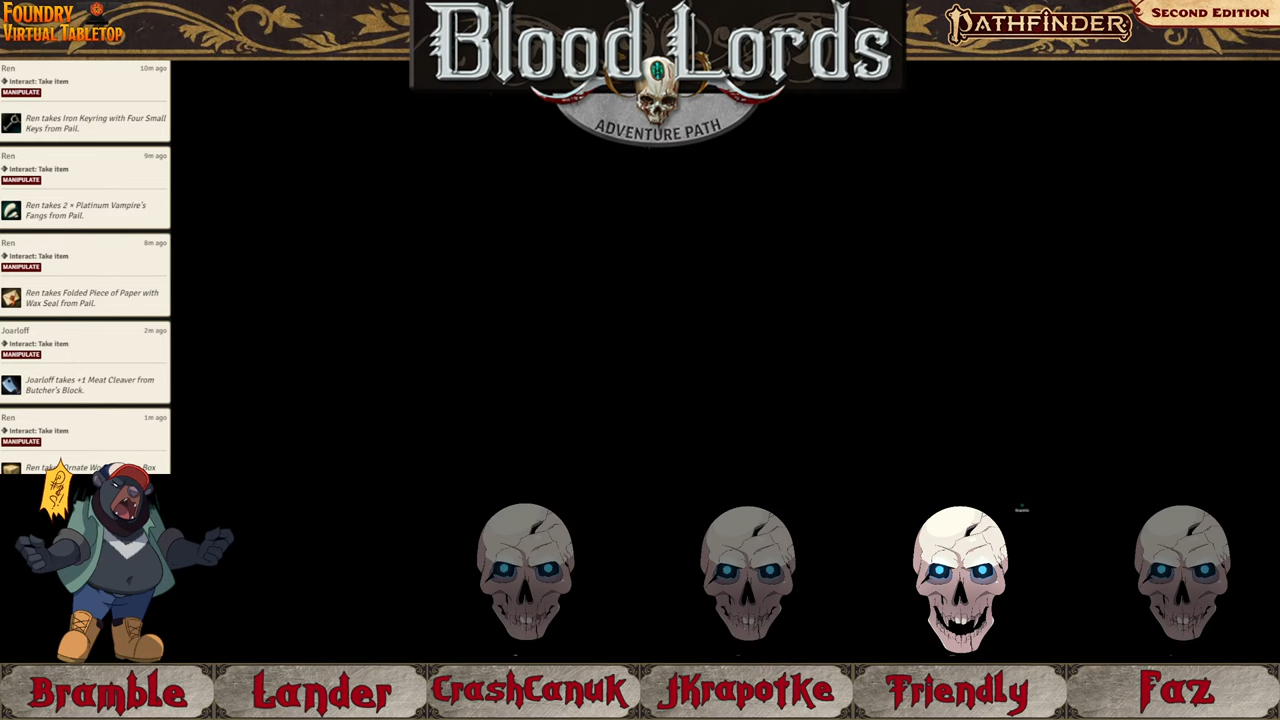 Foundry
Virtual Tabletop
Blood Lords
ADVENTURE PATH
PATHFINDER
SECOND EDITION
Ren 10m ago
Interact: Take item
MANIPULATE
Ren takes Iron Keyring with Four Small
Keys from Pail.
Ren 9m ago
Interact: Take item
MANIPULATE
Ren takes 2 × Platinum Vampire's
Fangs from Pail.
Ren 8m ago
Interact: Take item
MANIPULATE
Ren takes Folded Piece of Paper with
Wax Seal from Pail.
Joarloff 2m ago
Interact: Take item
MANIPULATE
Joarloff takes +1 Meat Cleaver from
Butcher's Block.
Ren 1m ago
Interact: Take item
MANIPULATE
Ren Box
Bramble
Lander
CrashCanuk
JKrapotke
Friendly
Faz